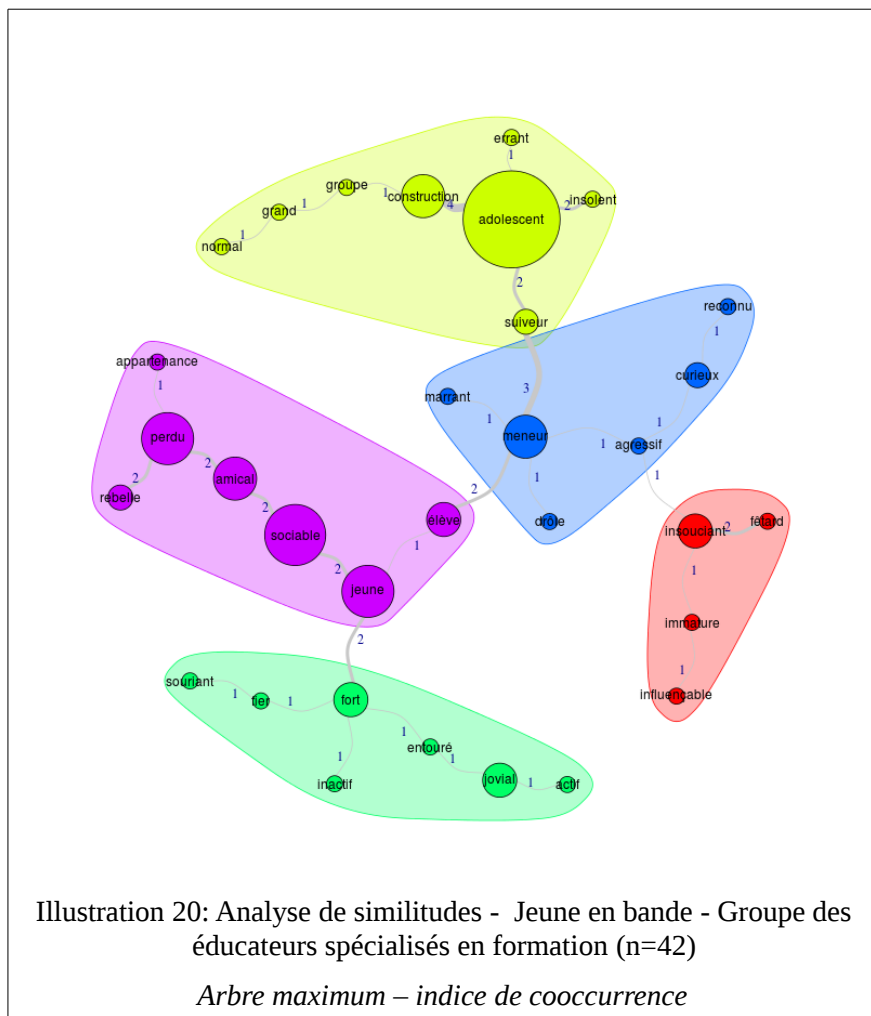 errant
1
groupe
1
construction
4
adolescent
2
insolent
grand
1
1
normal
2
suiveur
3
reconnu
1
curieux
1
appartenance
1
marrant
1
meneur
1
agressif
1
perdu
2
amical
2
rebelle
2
sociable
2
élève
2
1
drôle
1
insouciant
2
fêtard
1
jeune
2
1
immature
1
influençable
souriant
1
fier
1
fort
1
entouré
1
1
inactif
jovial
1
actif
Illustration 20: Analyse de similitudes - Jeune en bande - Groupe des
éducateurs spécialisés en formation (n=42)
Arbre maximum – indice de cooccurrence